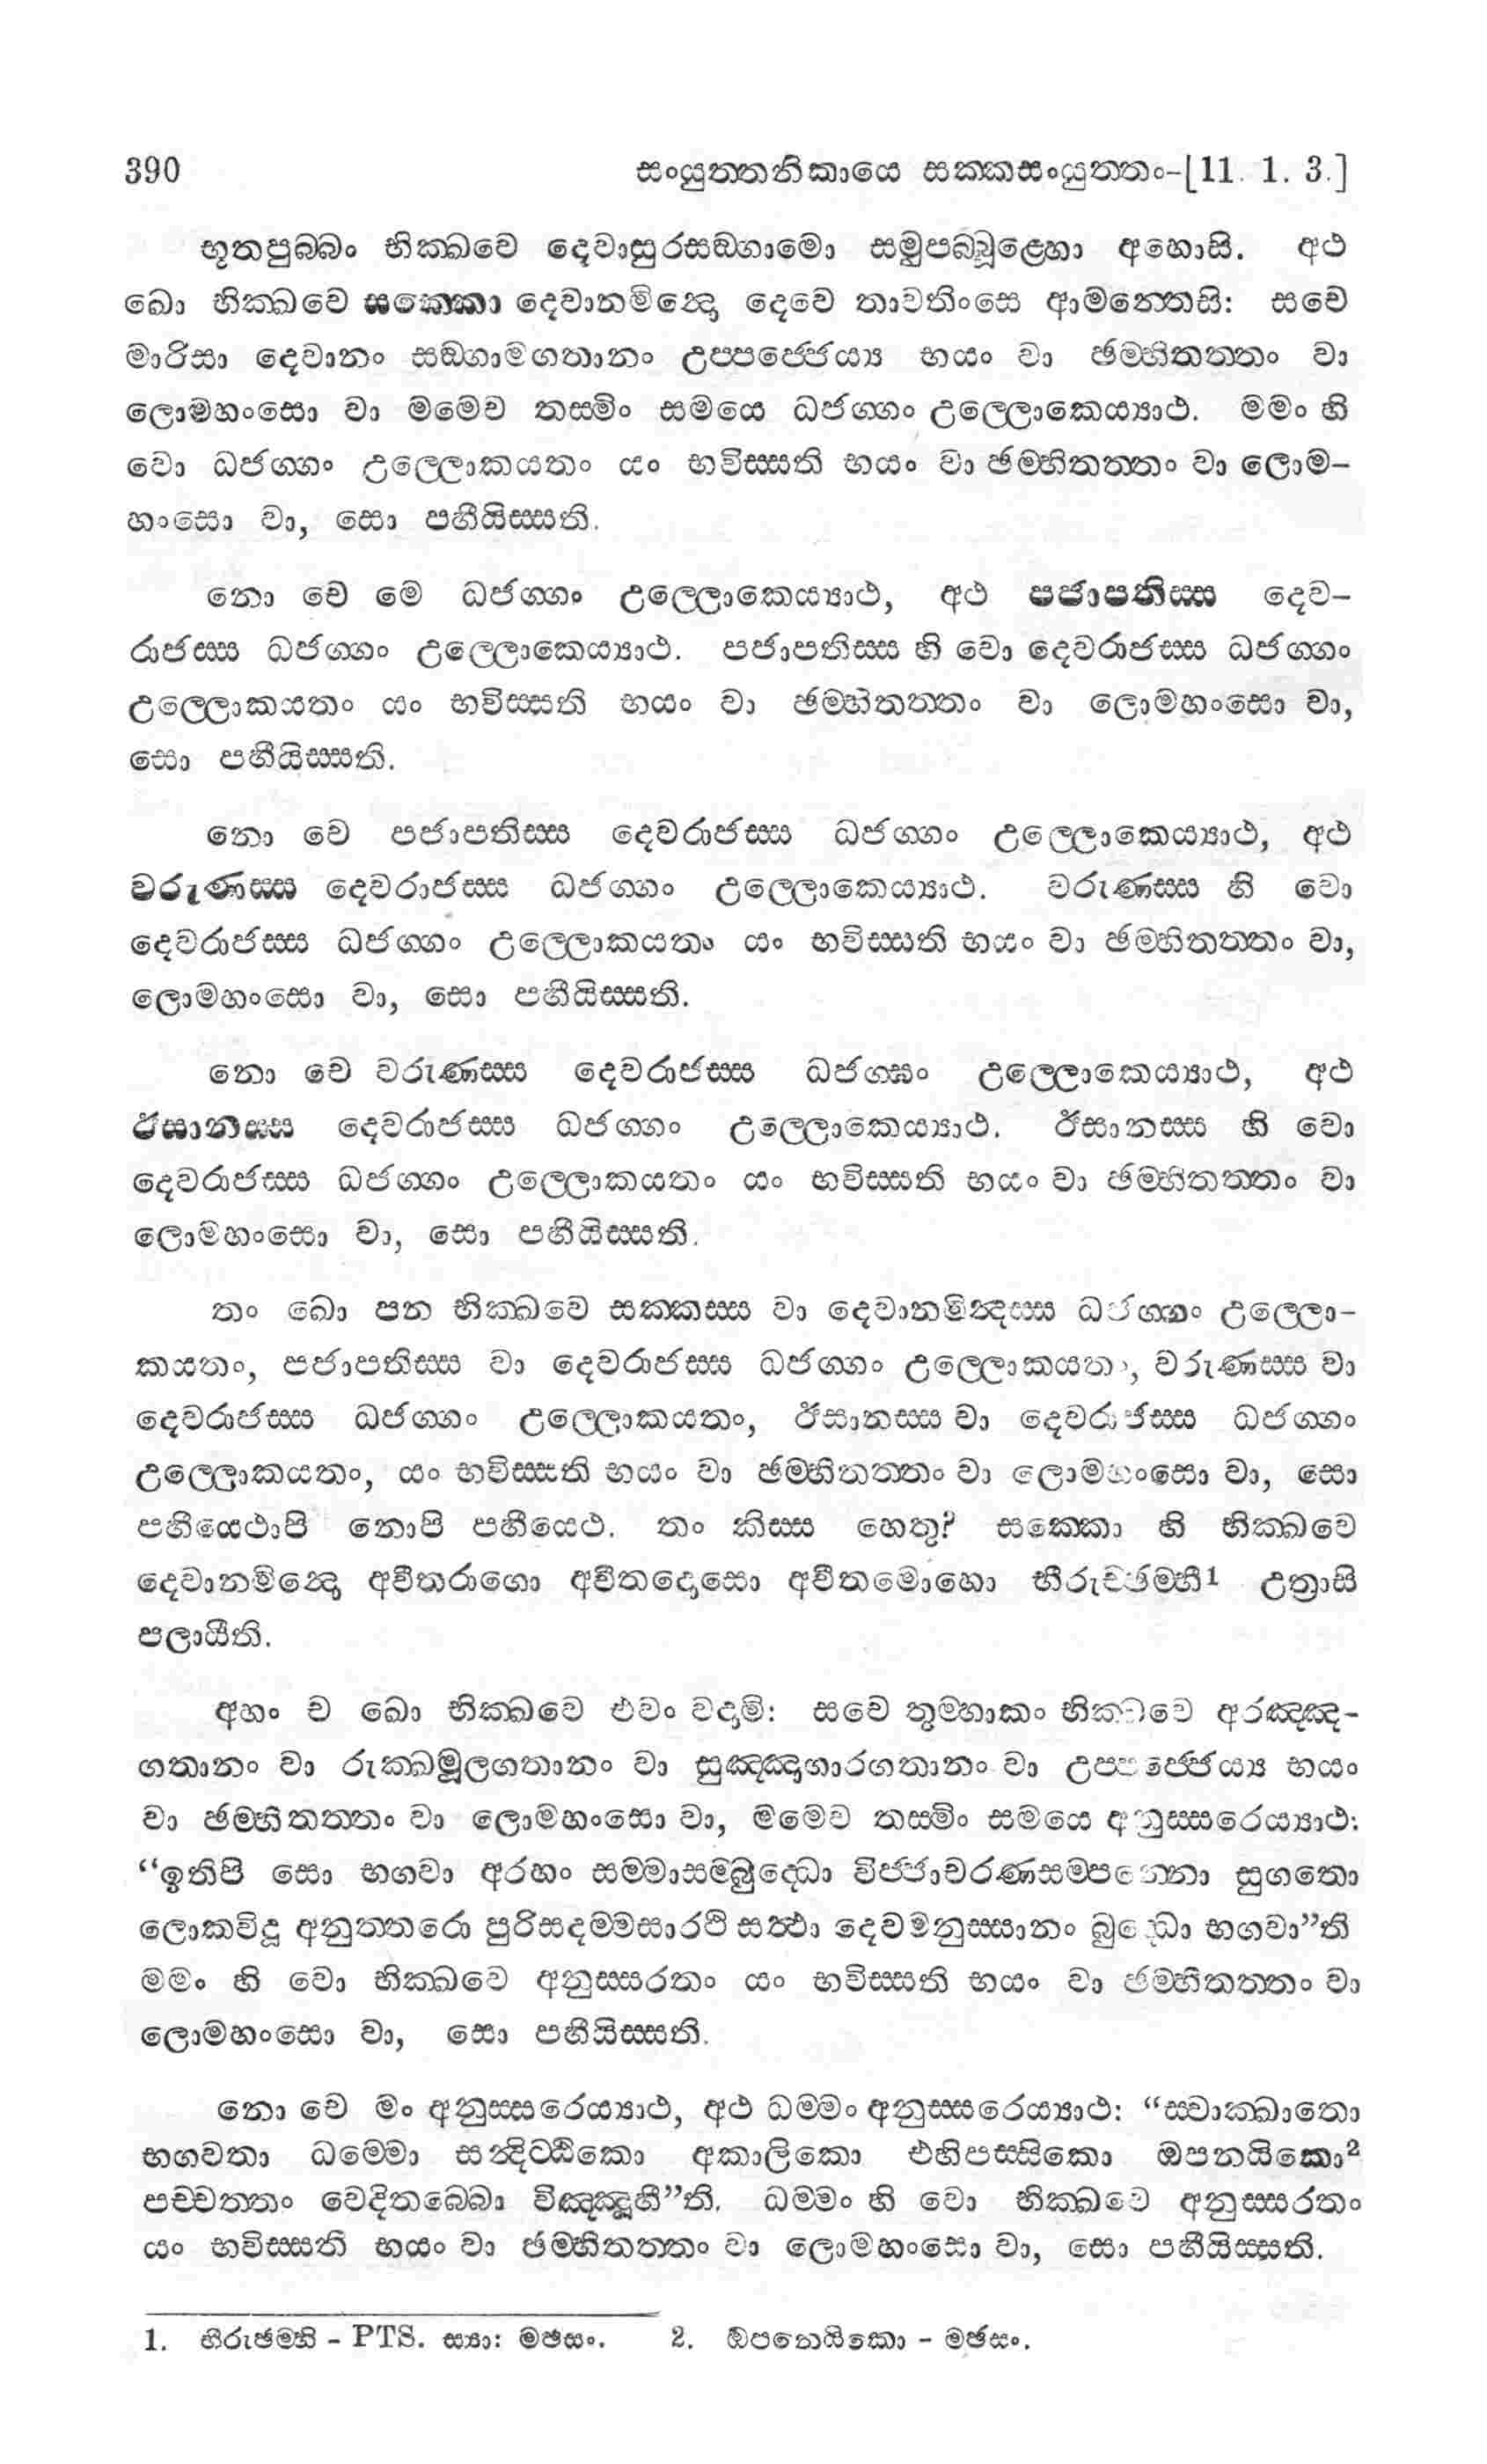 390 සංයුත්තනිකායෙ සක්කසංයුත්තං-[11. 1. 3.]
භූතපුබ්බං භික්ඛවෙ දෙවාසුරසඞ්ගාමො සමුපබ්බූළ්හො අහොසි. අථ
ඛො භික්ඛවෙ සක්කො දෙවානමින්දො දෙවෙ තාවතිංසෙ ආමන්තෙසි: සචෙ
මාරිසා දෙවානං සඞ්ගාමගතානං උප්පජ්ජෙය්‍ය භයං වා ඡම්භිතත්තං වා
ලොමහංසො වා මමෙව තස්මිං සමයෙ ධජග්ගං උල්ලොකෙය්‍යාථ. මමං හි
වො ධජග්ගං උල්ලොකයතං යං භවිස්සති භයං වා ඡම්භිතත්තං වා ලොම-
හංසො වා, සො පහීයිස්සති.
නො චෙ මෙ ධජග්ගං උල්ලොකෙය්‍යාථ, අථ පජාපතිස්ස දෙව-
රාජස්ස ධජග්ගං උල්ලොකෙය්‍යාථ. පජාපතිස්ස හි වො දෙවරාජස්ස ධජග්ගං
උල්ලොකයතං යං භවිස්සති භයං වා ඡම්භිතත්තං වා ලොමහංසො වා,
සො පහීයිස්සති.
නො චෙ පජාපතිස්ස දෙවරාජස්ස ධජග්ගං උල්ලොකෙය්‍යාථ, අථ
වරුණස්ස දෙවරාජස්ස ධජග්ගං උල්ලොකෙය්‍යාථ. වරුණස්ස හි වො
දෙවරාජස්ස ධජග්ගං උල්ලොකයතං යං භවිස්සති භයං වා ඡම්භිතත්තං වා,
ලොමහංසො වා, සො පහීයිස්සති.
නො චෙ වරුණස්ස දෙවරාජස්ස ධජග්ඝං උල්ලොකෙය්‍යාථ, අථ
ඊසානස්ස දෙවරාජස්ස ධජග්ගං උල්ලොකෙය්‍යාථ. ඊසානස්ස හි වො
දෙවරාජස්ස ධජග්ගං උල්ලොකයතං යං භවිස්සති භයං වා ඡම්භිතත්තං වා
ලොමහංසො වා, සො පහීයිස්සති.
තං ඛො පන භික්ඛවෙ සක්කස්ස වා දෙවානමින්දස්ස ධජග්ගං උල්ලො-
කයතං, පජාපතිස්ස වා දෙවරාජස්ස ධජග්ගං උල්ලොකයතං, වරුණස්ස වා
දෙවරාජස්ස ධජග්ගං උල්ලොකයතං, ඊසානස්ස වා දෙවරාජස්ස ධජග්ගං
උල්ලොකයතං, යං භවිස්සති භයං වා ඡම්භිතත්තං වා ලොමහංසො වා, සො
පහීයෙථාපි නොපි පහීයෙථ. තං කිස්ස හෙතු? සක්කො හි භික්ඛවෙ
දෙවානමින්දො අවීතරාගො අවීතදොසො අවීතමොහො භීරුච්ඡම්භී¹ උත්‍රාසි
පලායීති.
අහං ච ඛො භික්ඛවෙ එවං වදාමි: සචෙ තුම්හාකං භික්ඛවෙ අරඤ්ඤ-
ගතානං වා රුක්ඛමූලගතානං වා සුඤ්ඤාගාරගතානං වා උප්පජ්ජෙය්‍ය භයං
වා ඡම්භිතත්තං වා ලොමහංසො වා, මමෙව තස්මිං සමයෙ අනුස්සරෙය්‍යාථ:
“ඉතිපි සො භගවා අරහං සම්මාසම්බුද්ධො විජ්ජාචරණසම්පන්නො සුගතො
ලොකවිදූ අනුත්තරො පුරිසදම්මසාරථි සත්ථා දෙවමනුස්සානං බුද්ධො භගවා”ති
මමං හි වො භික්ඛවෙ අනුස්සරතං යං භවිස්සති භයං වා ඡම්භිතත්තං වා
ලොමහංසො වා, සො පහීයිස්සති.
නො චෙ මං අනුස්සරෙය්‍යාථ, අථ ධම්මං අනුස්සරෙය්‍යාථ: “ස්වාක්ඛාතො
භගවතා ධම්මො සන්දිට්ඨිකො අකාලිකො එහිපස්සිකො ඔපනයිකො²
පච්චත්තං වෙදිතබ්බො විඤ්ඤූහී”ති. ධම්මං හි වො භික්ඛවෙ අනුස්සරතං
යං භවිස්සති භයං වා ඡම්භිතත්තං වා ලොමහංසො වා, සො පහීයිස්සති.
1. භිරුඡම්භි - PTS. ස්‍යා: මඡසං. 2. ඕපනෙයිකො - මඡසං.